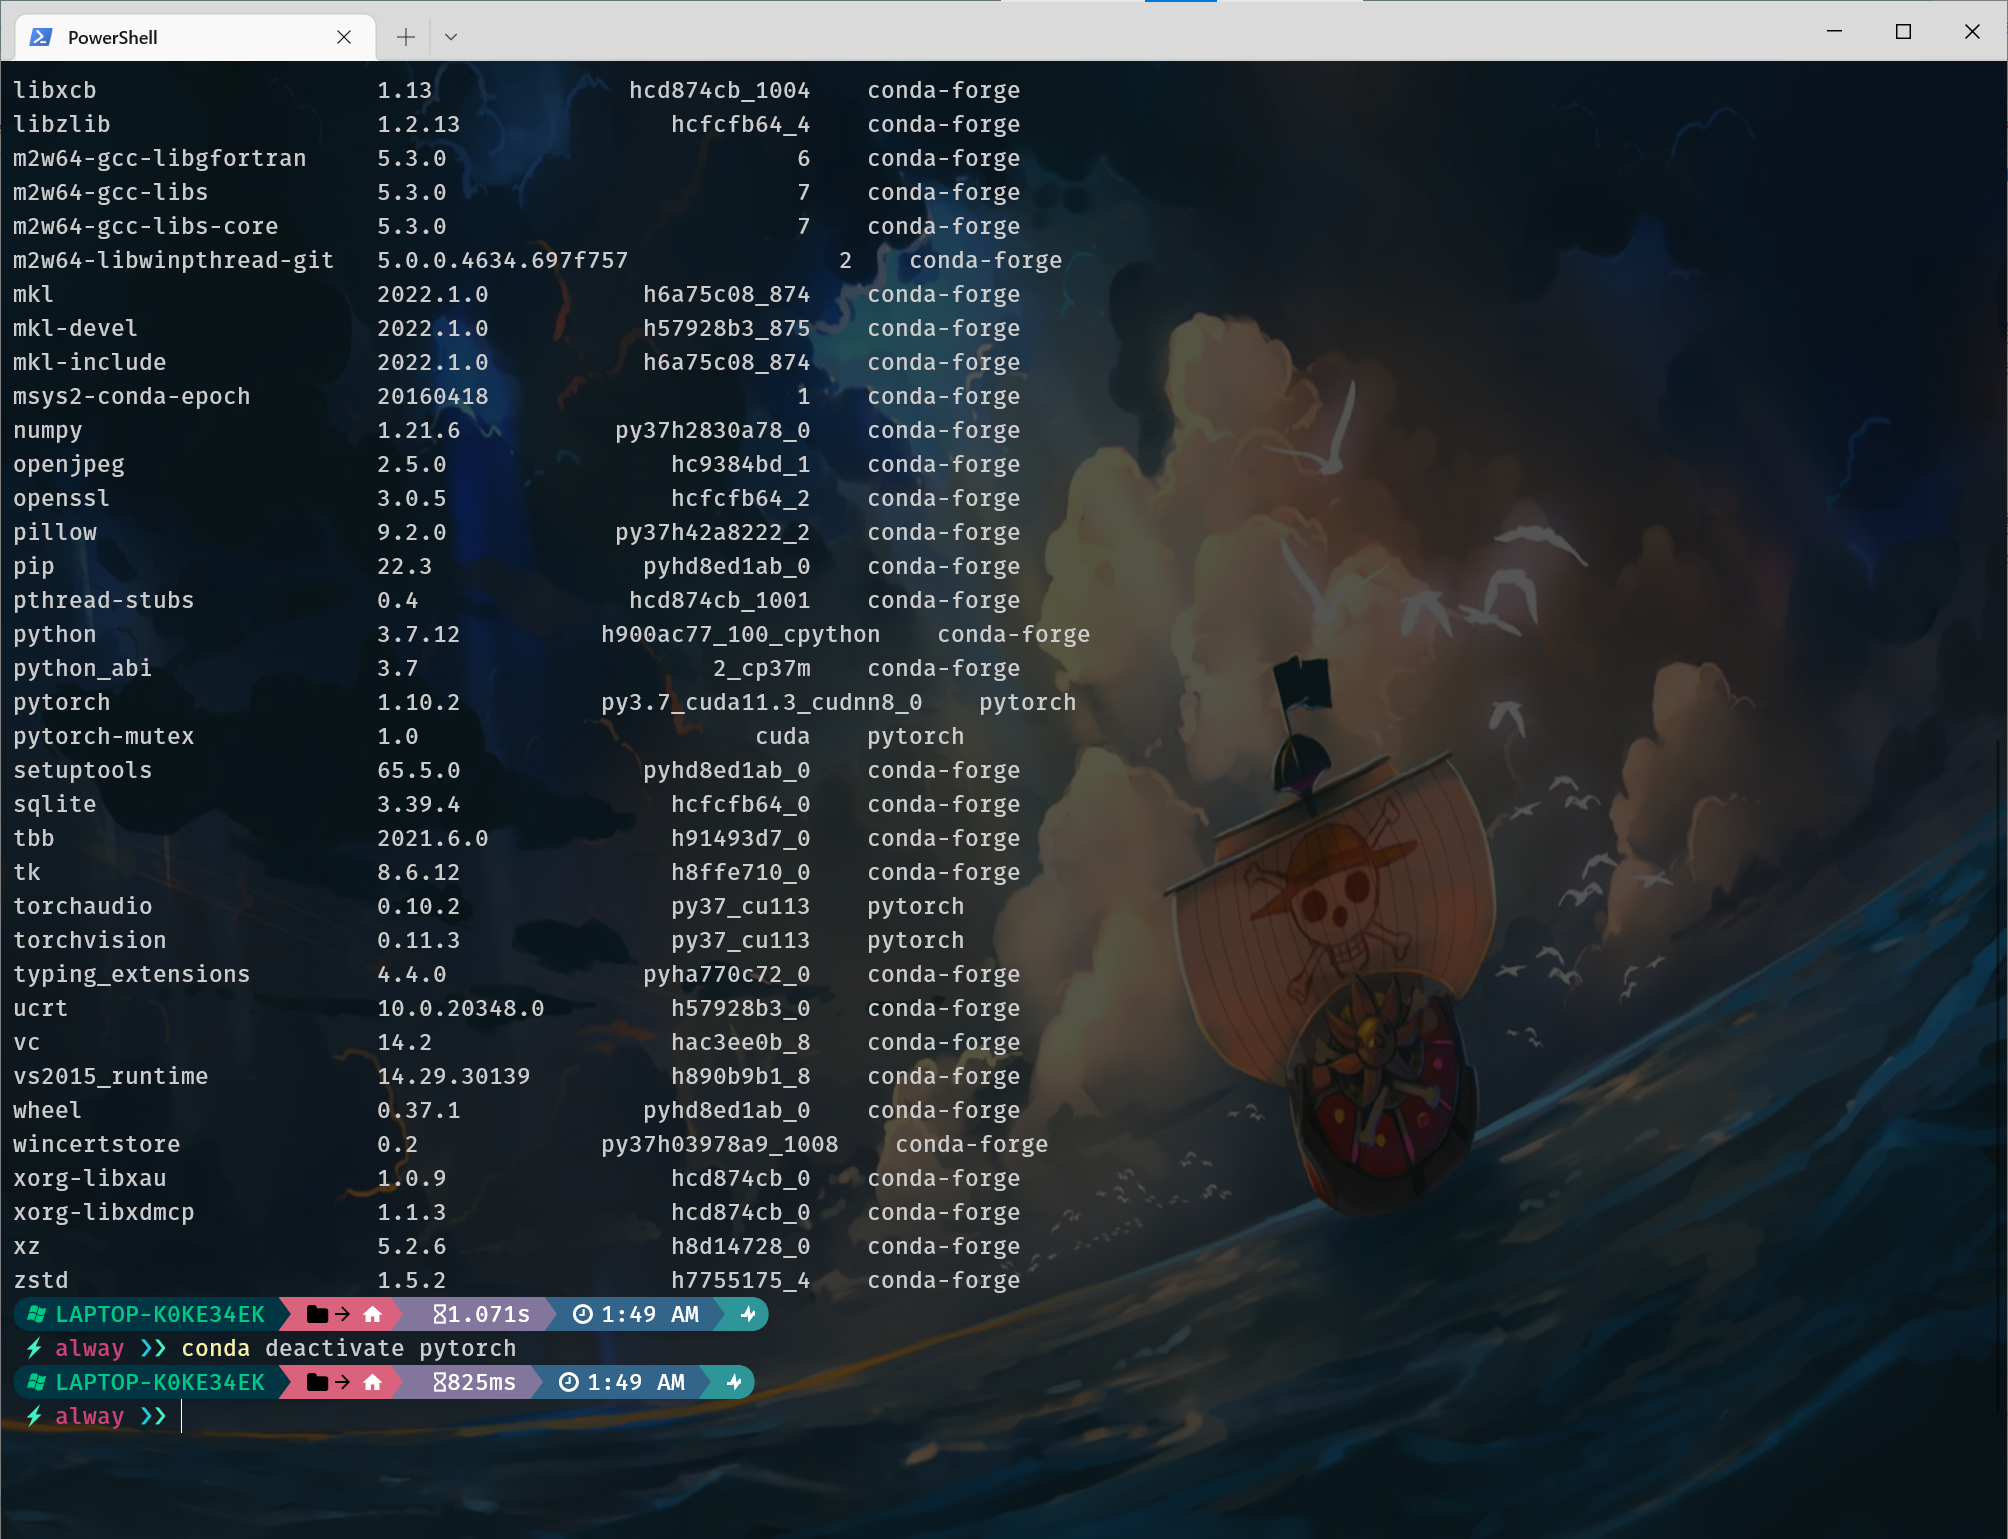 PowerShell
libxcb 1.13 hcd874cb_1004 conda-forge
libzlib 1.2.13 hcfcfb64_4 conda-forge
m2w64-gcc-libgfortran 5.3.0 6 conda-forge
m2w64-gcc-libs 5.3.0 7 conda-forge
m2w64-gcc-libs-core 5.3.0 7 conda-forge
m2w64-libwinpthread-git 5.0.0.4634.697f757 2 conda-forge
mkl 2022.1.0 h6a75c08_874 conda-forge
mkl-devel 2022.1.0 h57928b3_875 conda-forge
mkl-include 2022.1.0 h6a75c08_874 conda-forge
msys2-conda-epoch 20160418 1 conda-forge
numpy 1.21.6 py37h2830a78_0 conda-forge
openjpeg 2.5.0 hc9384bd_1 conda-forge
openssl 3.0.5 hcfcfb64_2 conda-forge
pillow 9.2.0 py37h42a8222_2 conda-forge
pip 22.3 pyhd8ed1ab_0 conda-forge
pthread-stubs 0.4 hcd874cb_1001 conda-forge
python 3.7.12 h900ac77_100_cpython conda-forge
python_abi 3.7 2_cp37m conda-forge
pytorch 1.10.2 py3.7_cuda11.3_cudnn8_0 pytorch
pytorch-mutex 1.0 cuda pytorch
setuptools 65.5.0 pyhd8ed1ab_0 conda-forge
sqlite 3.39.4 hcfcfb64_0 conda-forge
tbb 2021.6.0 h91493d7_0 conda-forge
tk 8.6.12 h8ffe710_0 conda-forge
torchaudio 0.10.2 py37_cu113 pytorch
torchvision 0.11.3 py37_cu113 pytorch
typing_extensions 4.4.0 pyha770c72_0 conda-forge
ucrt 10.0.20348.0 h57928b3_0 conda-forge
vc 14.2 hac3ee0b_8 conda-forge
vs2015_runtime 14.29.30139 h890b9b1_8 conda-forge
wheel 0.37.1 pyhd8ed1ab_0 conda-forge
wincertstore 0.2 py37h03978a9_1008 conda-forge
xorg-libxau 1.0.9 hcd874cb_0 conda-forge
xorg-libxdmcp 1.1.3 hcd874cb_0 conda-forge
xz 5.2.6 h8d14728_0 conda-forge
zstd 1.5.2 h7755175_4 conda-forge
LAPTOP-K0KE34EK → 1.071s 1:49 AM
alway ❯❯ conda deactivate pytorch
LAPTOP-K0KE34EK → 825ms 1:49 AM
alway ❯❯